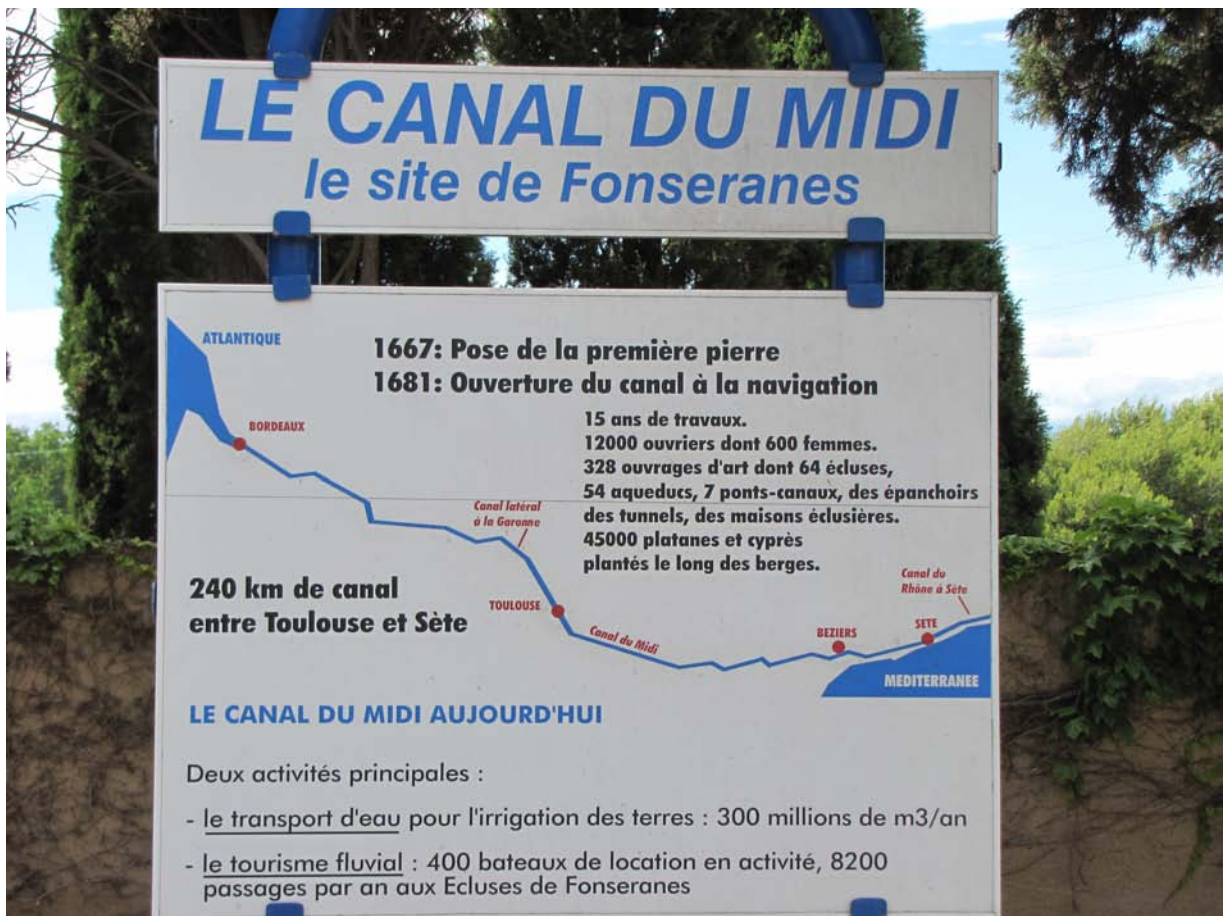 LE CANAL DU MIDI
le site de Fonseranes
ATLANTIQUE
1667: Pose de la première pierre
1681: Ouverture du canal à la navigation
BORDEAUX
15 ans de travaux.
12000 ouvriers dont 600 femmes.
328 ouvrages d'art dont 64 écluses,
54 aqueducs, 7 ponts-canaux, des épanchoirs
des tunnels, des maisons éclusières.
45000 platanes et cyprès
plantés le long des berges.
Canal latéral
à la Garonne
240 km de canal
entre Toulouse et Sète
TOULOUSE
Canal du Midi
BEZIERS
SETE
Canal du
Rhône à Sète
MEDITERRANEE
LE CANAL DU MIDI AUJOURD'HUI
Deux activités principales :
- le transport d'eau pour l'irrigation des terres : 300 millions de m3/an
- le tourisme fluvial : 400 bateaux de location en activité, 8200
passages par an aux Ecluses de Fonseranes